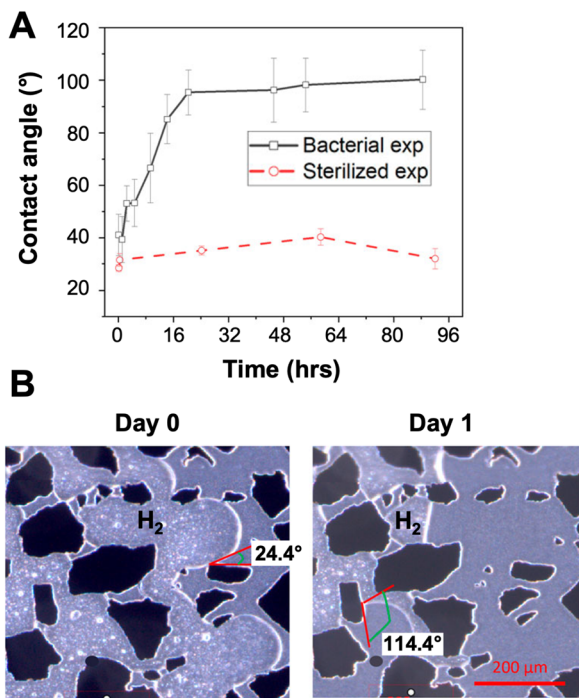 A
120
100
80
60
40
20
Contact angle (°)
Bacterial exp
Sterilized exp
0 16 32 48 64 80 96
Time (hrs)
B
Day 0 Day 1
H₂ H₂
24.4°
114.4°
200 μm